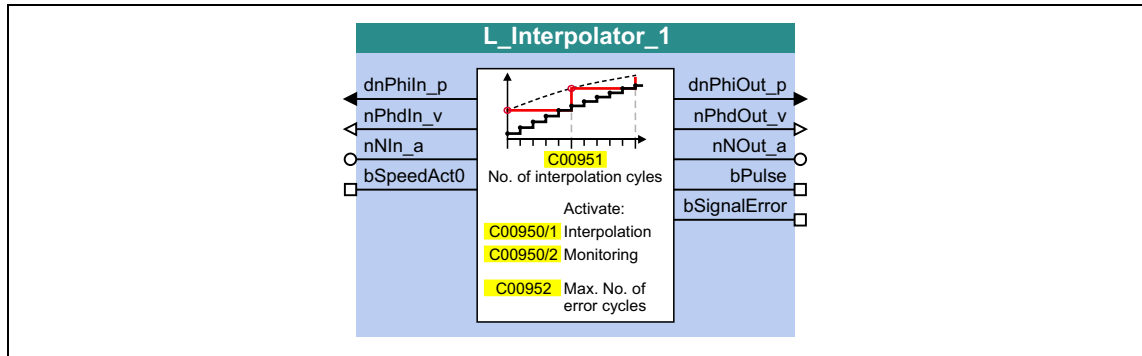 L_Interpolator_1
dnPhiIn_p
nPhdIn_v
nNIn_a
bSpeedAct0
C00951
No. of interpolation cyles
Activate:
C00950/1 Interpolation
C00950/2 Monitoring
C00952 Max. No. of
error cycles
dnPhiOut_p
nPhdOut_v
nNOut_a
bPulse
bSignalError